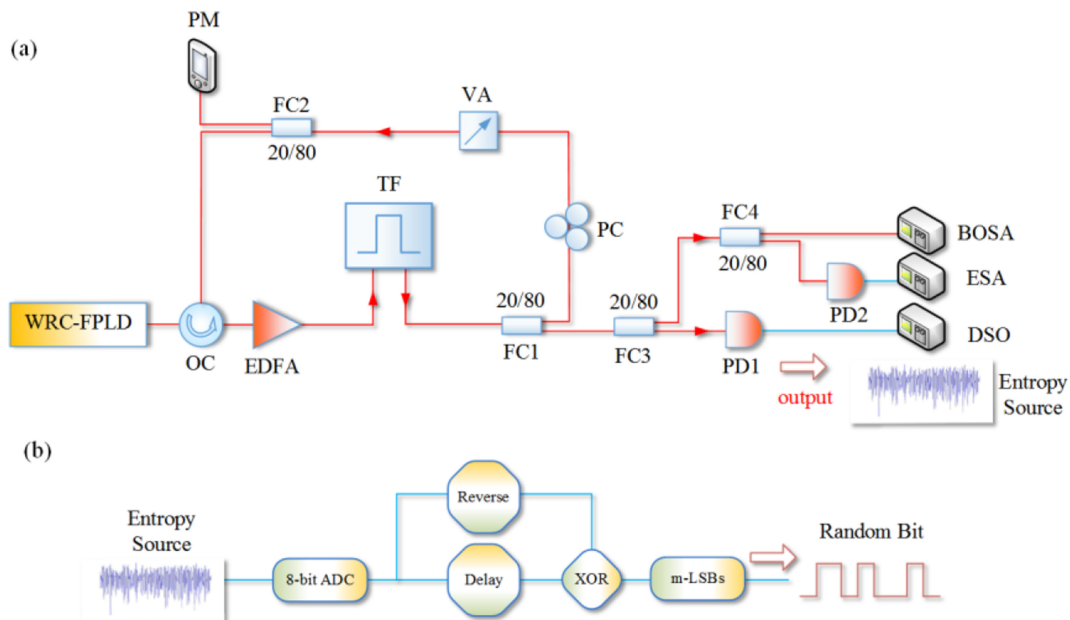 (a)
PM
FC2
20/80
VA
TF
PC
FC4
20/80
BOSA
ESA
PD2
DSO
WRC-FPLD
OC
EDFA
20/80
FC1
20/80
FC3
PD1
output
Entropy
Source
(b)
Entropy
Source
8-bit ADC
Reverse
Delay
XOR
m-LSBs
Random Bit